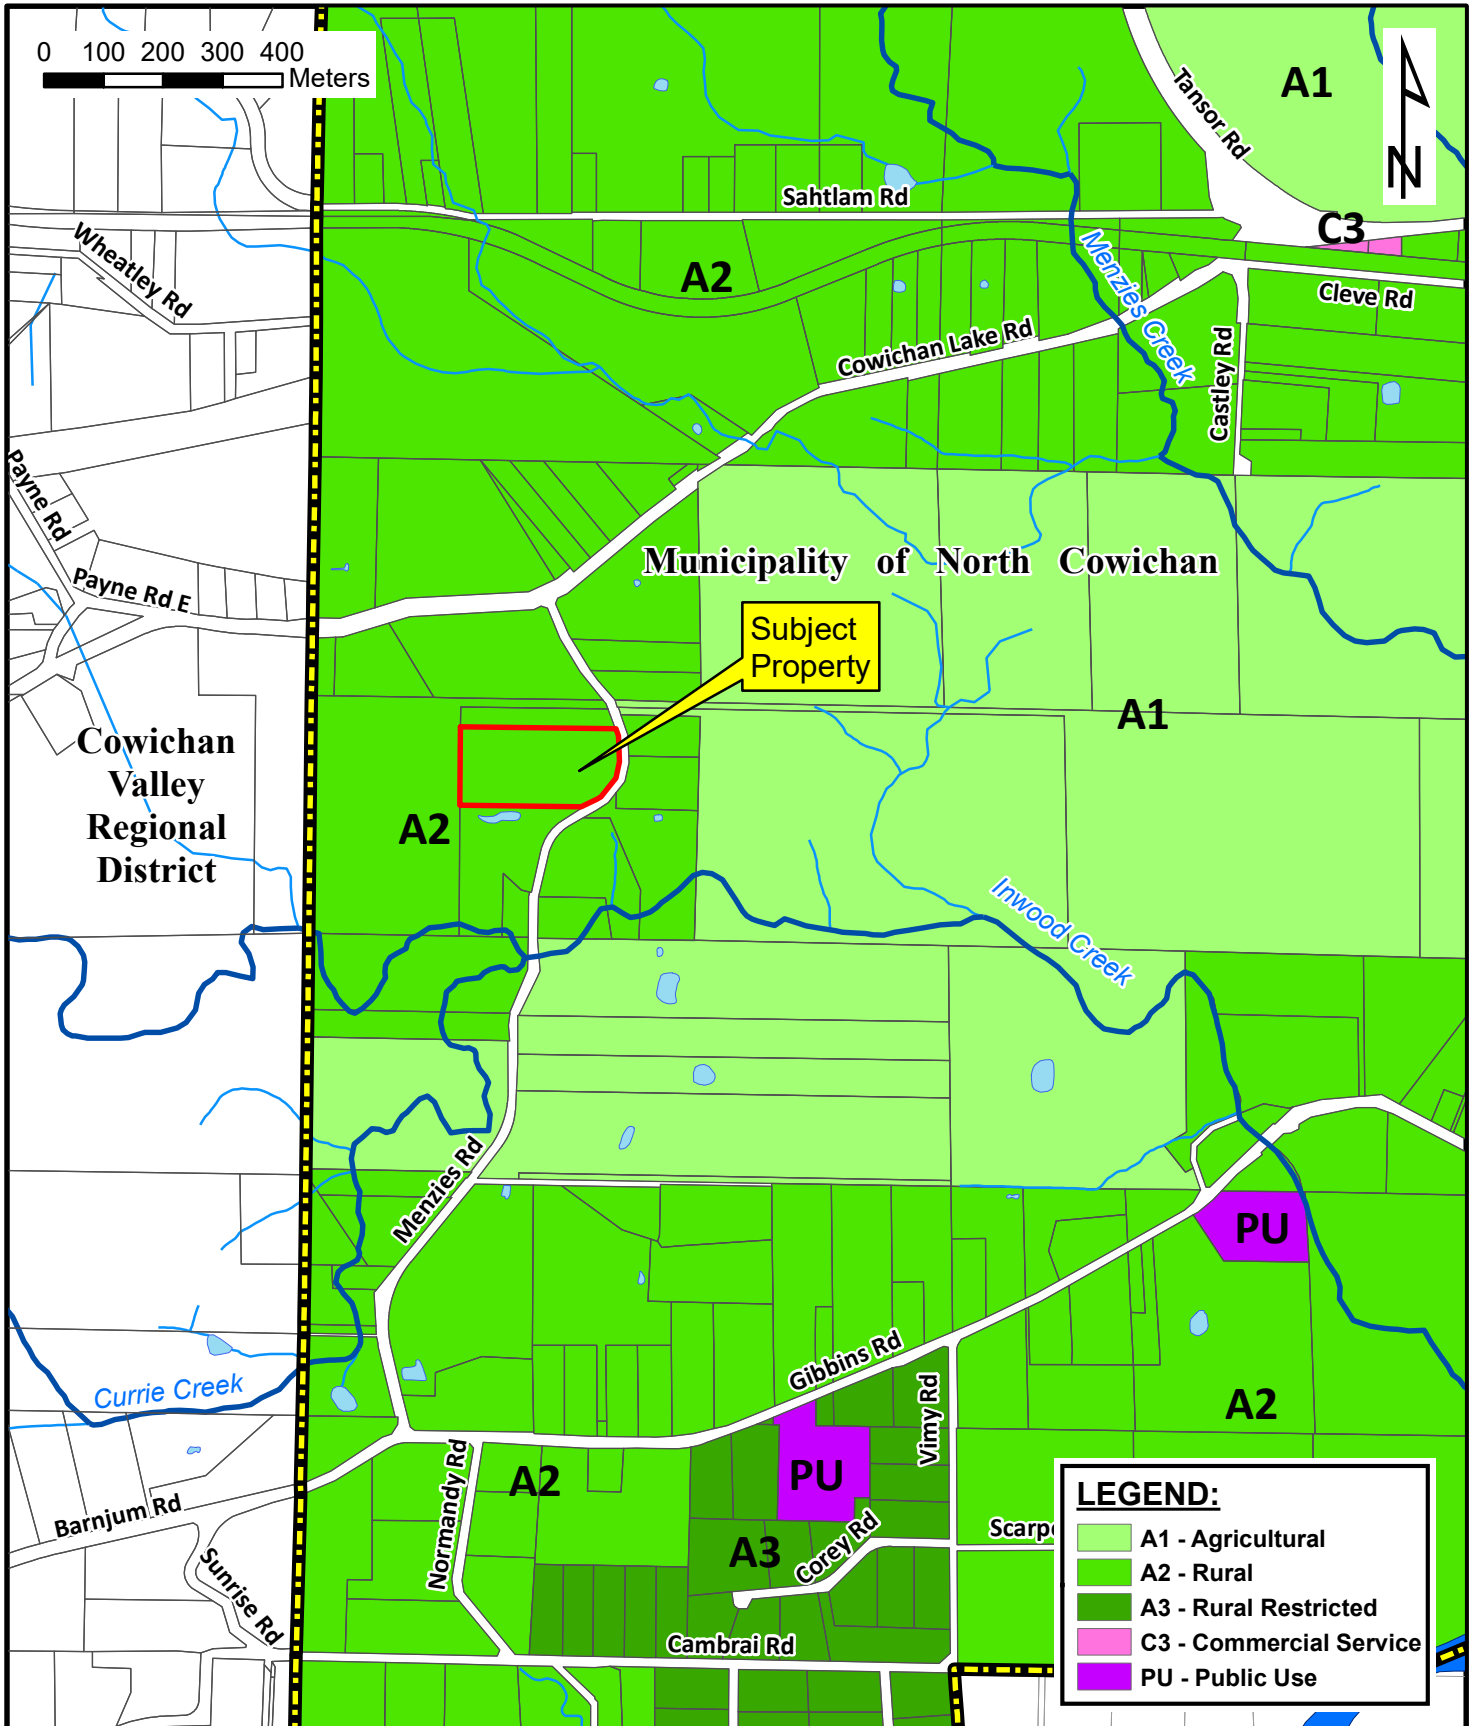 0 100 200 300 400
Meters
A1
Tansor Rd
N
Sahtlam Rd
C3
Wheatley Rd
A2
Menzies Creek
Cleve Rd
Cowichan Lake Rd
Castley Rd
Payne Rd
Municipality of North Cowichan
Payne Rd E
Subject
Property
A1
Cowichan
Valley
Regional
District
A2
Inwood Creek
Menzies Rd
PU
Gibbins Rd
Currie Creek
Vimy Rd
A2
Normandy Rd
A2
PU
Barnjum Rd
Scarp
A3
Corey Rd
Sunrise Rd
Cambrai Rd
LEGEND:
A1 - Agricultural
A2 - Rural
A3 - Rural Restricted
C3 - Commercial Service
PU - Public Use